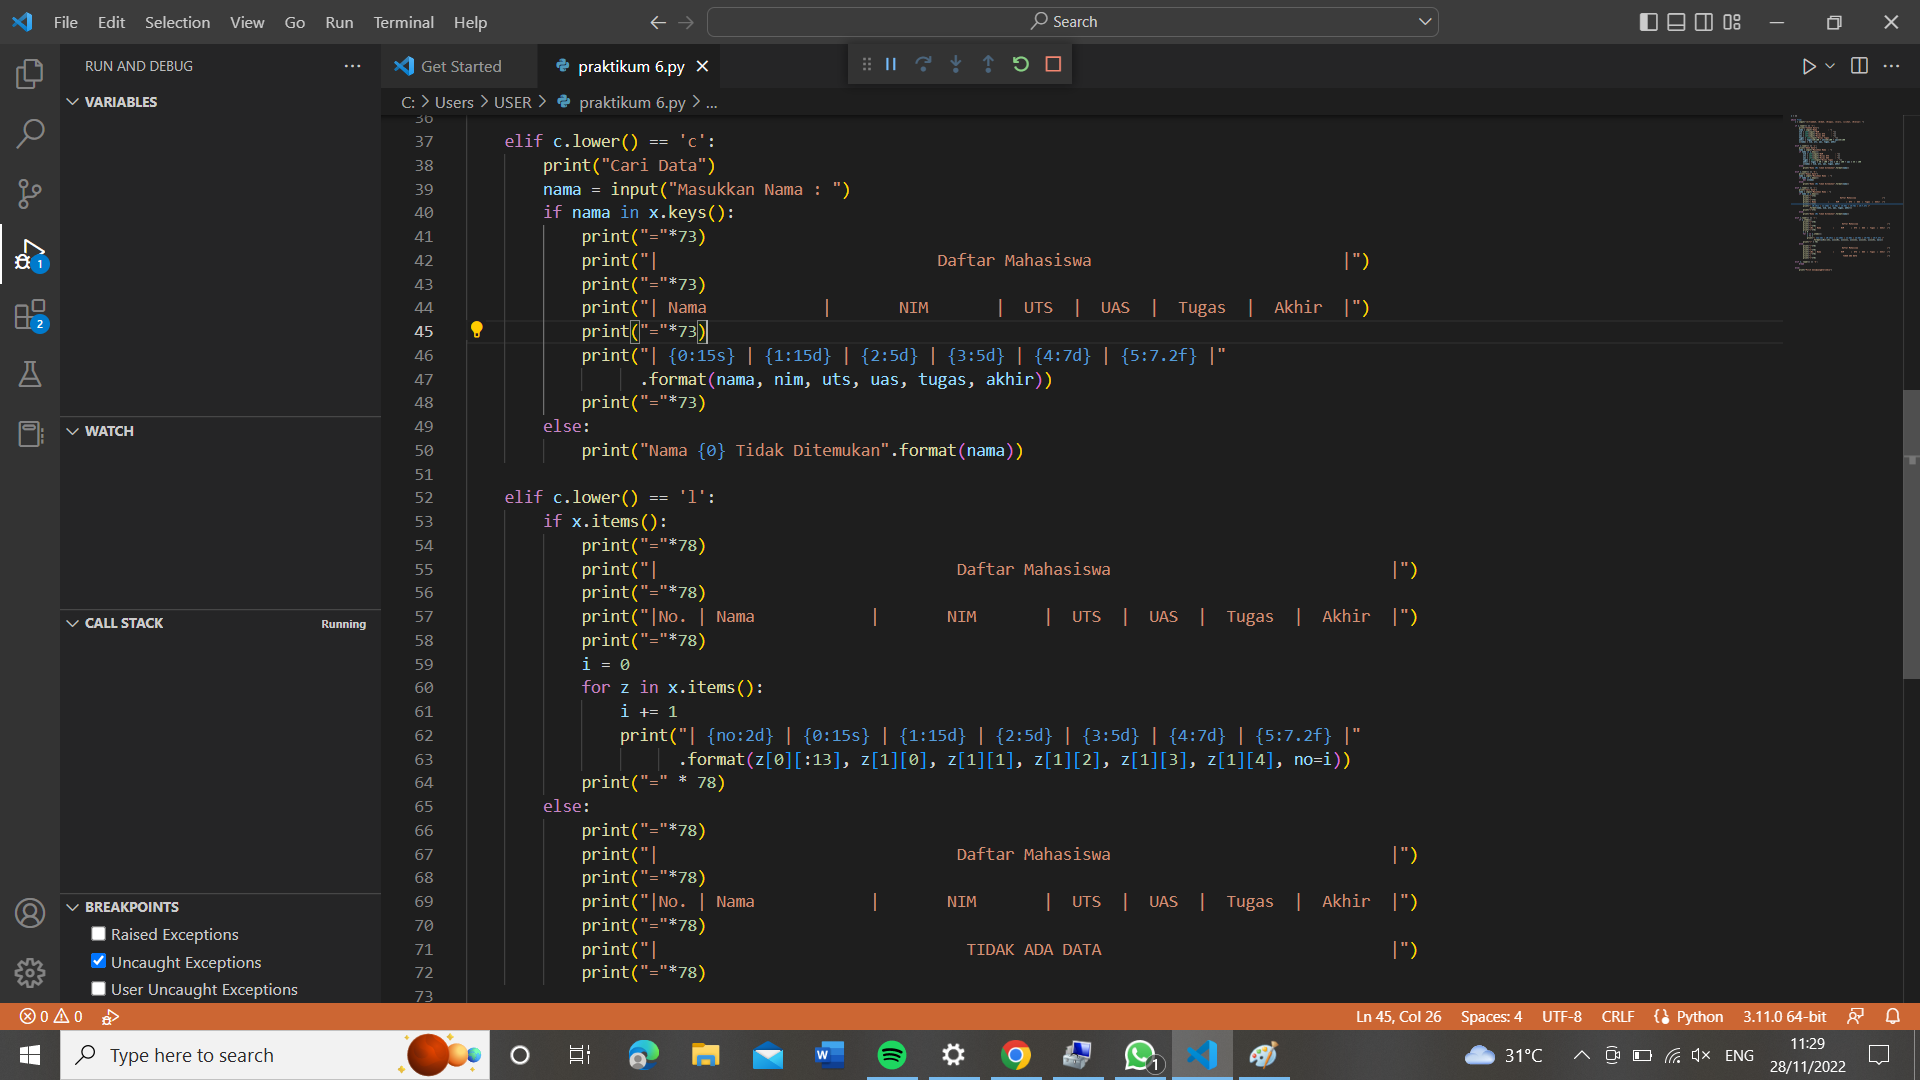 File Edit Selection View Go Run Terminal Help
Search
RUN AND DEBUG
VARIABLES
WATCH
CALL STACK Running
BREAKPOINTS
Raised Exceptions
Uncaught Exceptions
User Uncaught Exceptions
1
2
Get Started
praktikum 6.py
C: > Users > USER > praktikum 6.py > ...
36
37 elif c.lower() == 'c':
38 print("Cari Data")
39 nama = input("Masukkan Nama : ")
40 if nama in x.keys():
41 print("="*73)
42 print("| Daftar Mahasiswa |")
43 print("="*73)
44 print("| Nama | NIM | UTS | UAS | Tugas | Akhir |")
45 print("="*73)
46 print("| {0:15s} | {1:15d} | {2:5d} | {3:5d} | {4:7d} | {5:7.2f} |"
47 .format(nama, nim, uts, uas, tugas, akhir))
48 print("="*73)
49 else:
50 print("Nama {0} Tidak Ditemukan".format(nama))
51
52 elif c.lower() == 'l':
53 if x.items():
54 print("="*78)
55 print("| Daftar Mahasiswa |")
56 print("="*78)
57 print("|No. | Nama | NIM | UTS | UAS | Tugas | Akhir |")
58 print("="*78)
59 i = 0
60 for z in x.items():
61 i += 1
62 print("| {no:2d} | {0:15s} | {1:15d} | {2:5d} | {3:5d} | {4:7d} | {5:7.2f} |"
63 .format(z[0][:13], z[1][0], z[1][1], z[1][2], z[1][3], z[1][4], no=i))
64 print("=" * 78)
65 else:
66 print("="*78)
67 print("| Daftar Mahasiswa |")
68 print("="*78)
69 print("|No. | Nama | NIM | UTS | UAS | Tugas | Akhir |")
70 print("="*78)
71 print("| TIDAK ADA DATA |")
72 print("="*78)
73
0 0
Ln 45, Col 26 Spaces: 4 UTF-8 CRLF Python 3.11.0 64-bit
Type here to search
1
31°C
ENG
11:29
28/11/2022